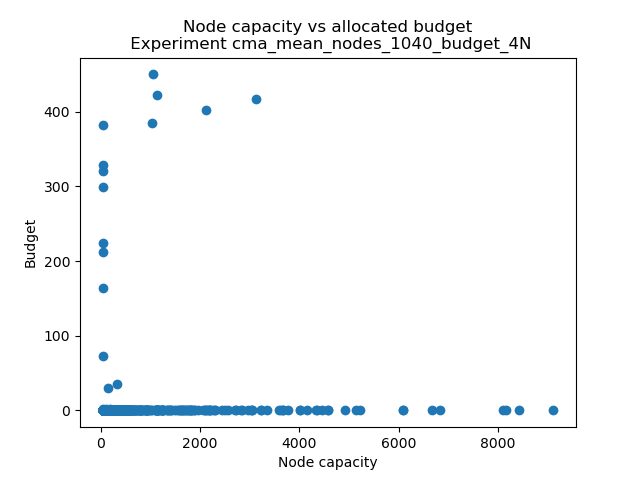 Node capacity vs allocated budget
Experiment cma_mean_nodes_1040_budget_4N
400
300
200
100
0
Budget
0 2000 4000 6000 8000
Node capacity